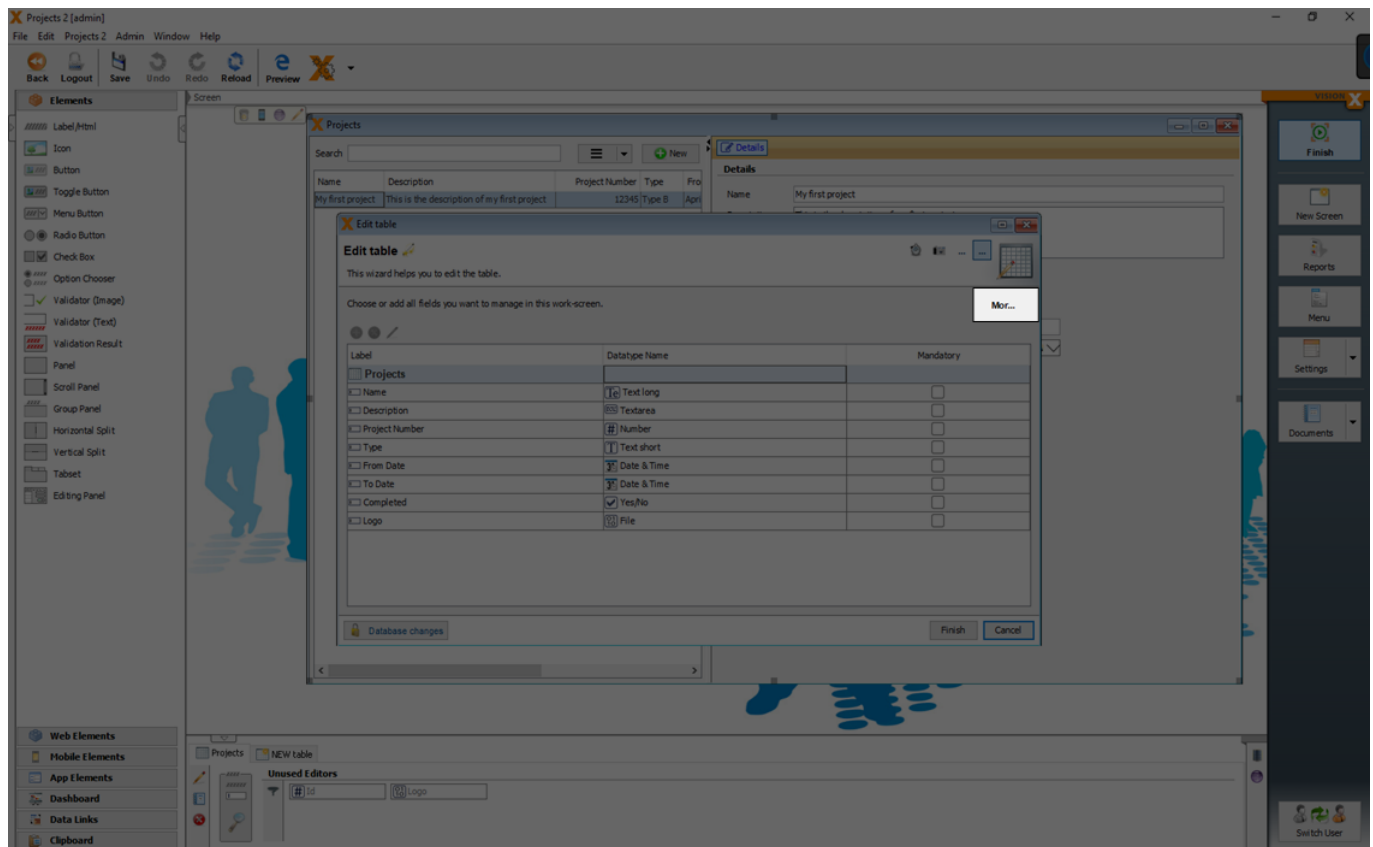 Projects 2 [admin]
File Edit Projects 2 Admin Window Help
Back Logout Save Undo Redo Reload Preview
Elements
Screen
Label/Html
Icon
Button
Toggle Button
Menu Button
Radio Button
Check Box
Option Chooser
Validator (Image)
Validator (Text)
Validation Result
Panel
Scroll Panel
Group Panel
Horizontal Split
Vertical Split
Tabset
Editing Panel
Web Elements
Mobile Elements
App Elements
Dashboard
Data Links
Clipboard
Projects
Search
New
Name Description Project Number Type Fro
My first project This is the description of my first project 12345 Type B Apri
Details
Details
Name My first project
Edit table
Edit table
This wizard helps you to edit the table.
... ...
Mor...
Choose or add all fields you want to manage in this work-screen.
Label Datatype Name Mandatory
Projects
Name Text long
Description Textarea
Project Number # Number
Type Text short
From Date Date & Time
To Date Date & Time
Completed Yes/No
Logo File
Database changes Finish Cancel
Projects NEW table
Unused Editors
# Id Logo
VISION X
Finish
New Screen
Reports
Menu
Settings
Documents
Switch User